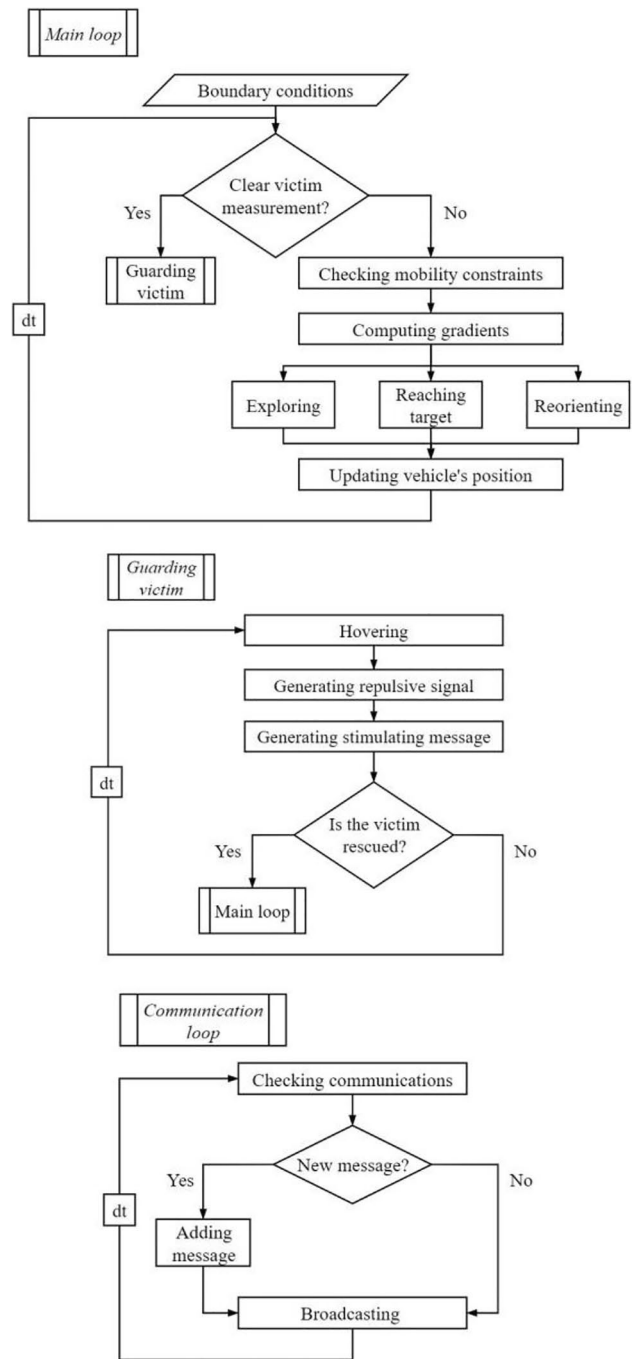 Main loop
Boundary conditions
Clear victim
measurement?
Yes
No
Guarding
victim
Checking mobility constraints
dt
Computing gradients
Exploring
Reaching
target
Reorienting
Updating vehicle's position
Guarding
victim
Hovering
Generating repulsive signal
Generating stimulating message
dt
Is the victim
rescued?
Yes
No
Main loop
Communication
loop
Checking communications
New message?
Yes
No
dt
Adding
message
Broadcasting